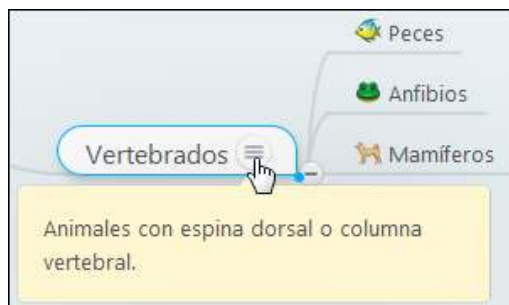 Peces
Anfibios
Vertebrados
Mamíferos
Animales con espina dorsal o columna
vertebral.